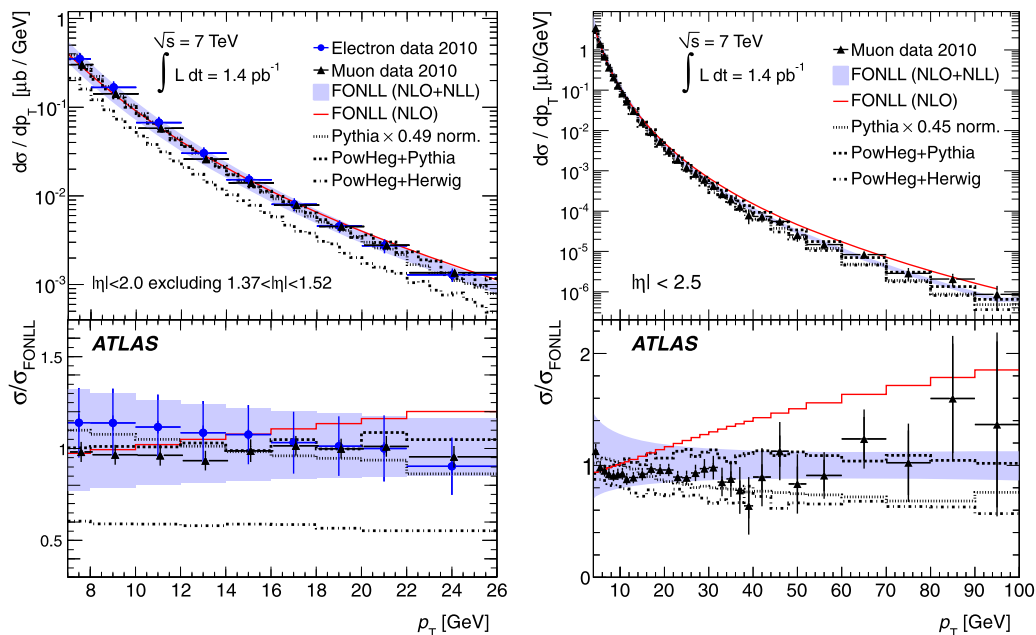 dσ / dp_T [μb / GeV]
10⁻¹
10⁻²
10⁻³
√s = 7 TeV
∫ L dt = 1.4 pb⁻¹
Electron data 2010
Muon data 2010
FONLL (NLO+NLL)
FONLL (NLO)
Pythia × 0.49 norm.
PowHeg+Pythia
PowHeg+Herwig
|η|<2.0 excluding 1.37<|η|<1.52
σ/σ_FONLL
1.5
1
0.5
ATLAS
8 10 12 14 16 18 20 22 24 26
p_T [GeV]
dσ / dp_T [μb/GeV]
1
10⁻¹
10⁻²
10⁻³
10⁻⁴
10⁻⁵
10⁻⁶
√s = 7 TeV
∫ L dt = 1.4 pb⁻¹
Muon data 2010
FONLL (NLO+NLL)
FONLL (NLO)
Pythia × 0.45 norm.
PowHeg+Pythia
PowHeg+Herwig
|η| < 2.5
σ/σ_FONLL
2
1
0
ATLAS
10 20 30 40 50 60 70 80 90 100
p_T [GeV]